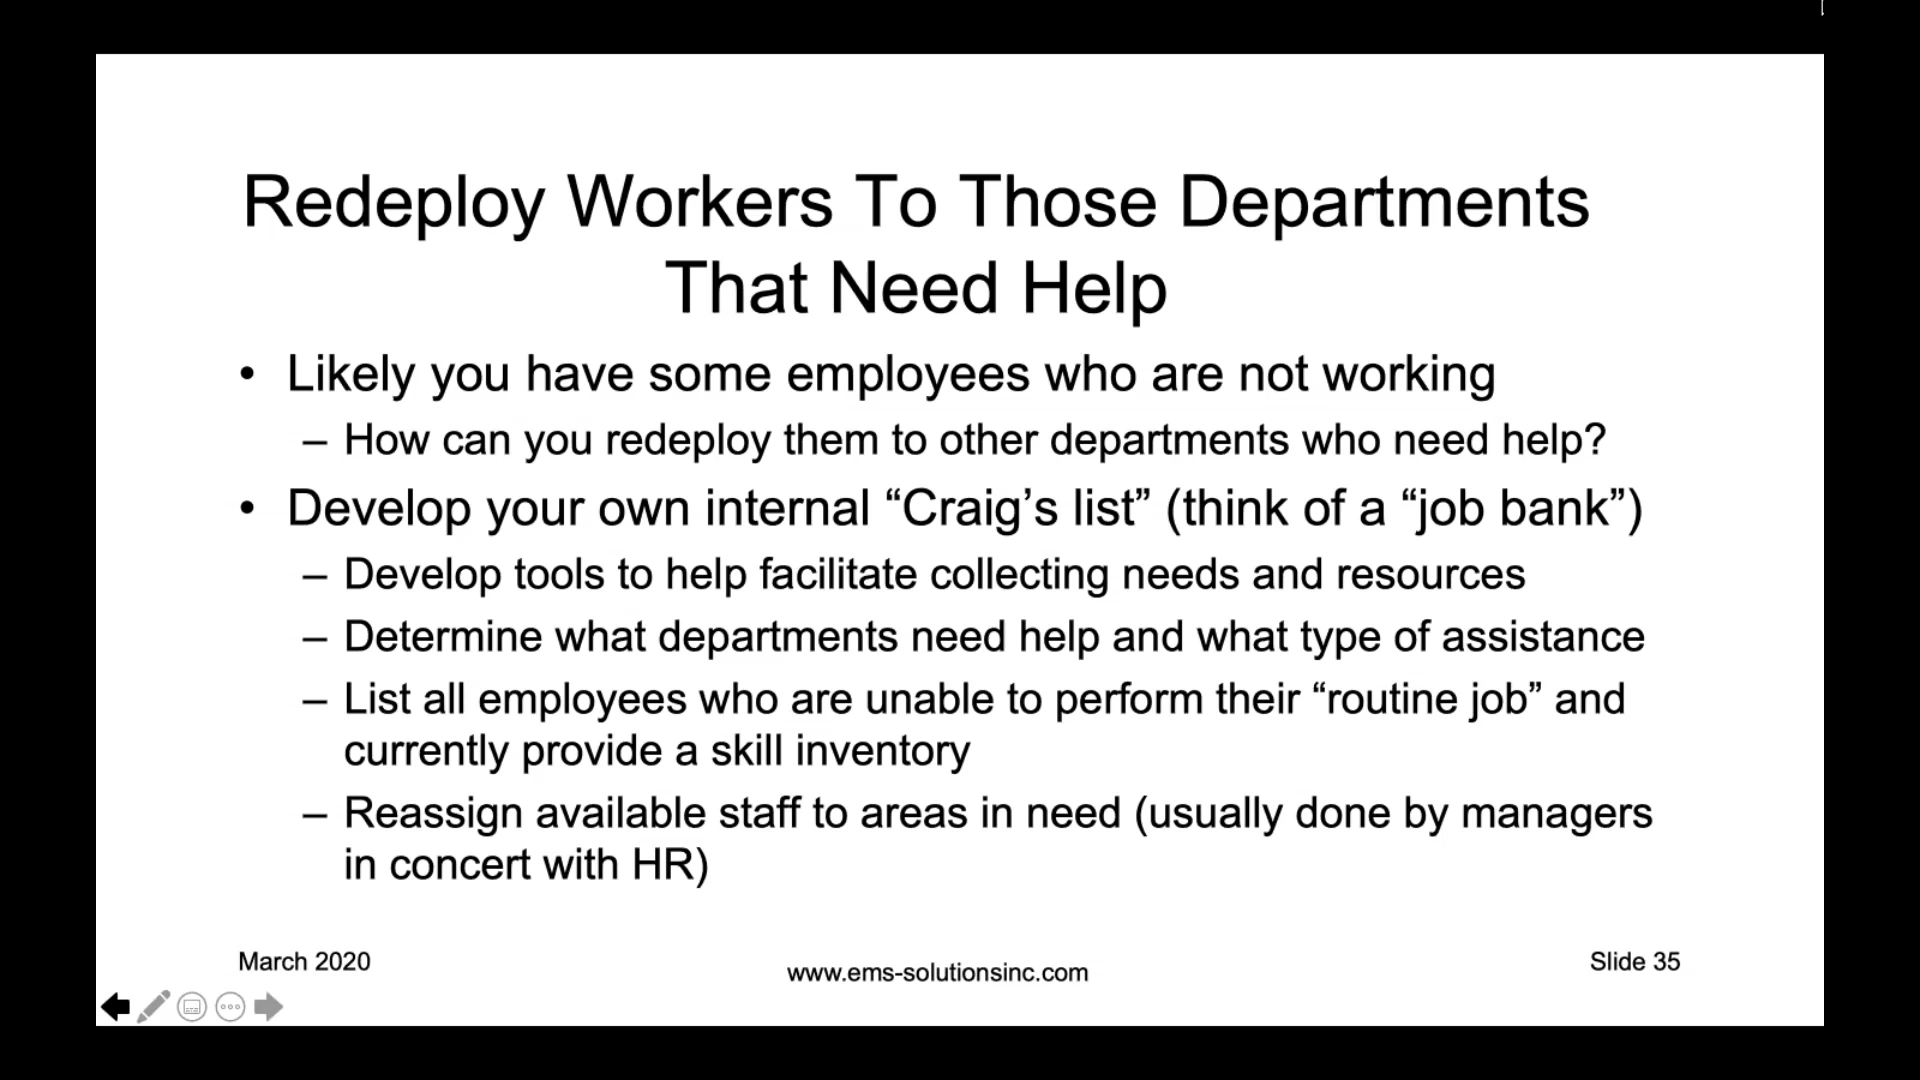 Redeploy Workers To Those Departments
That Need Help
• Likely you have some employees who are not working
– How can you redeploy them to other departments who need help?
• Develop your own internal “Craig’s list” (think of a “job bank”)
– Develop tools to help facilitate collecting needs and resources
– Determine what departments need help and what type of assistance
– List all employees who are unable to perform their “routine job” and
currently provide a skill inventory
– Reassign available staff to areas in need (usually done by managers
in concert with HR)
March 2020
www.ems-solutionsinc.com
Slide 35